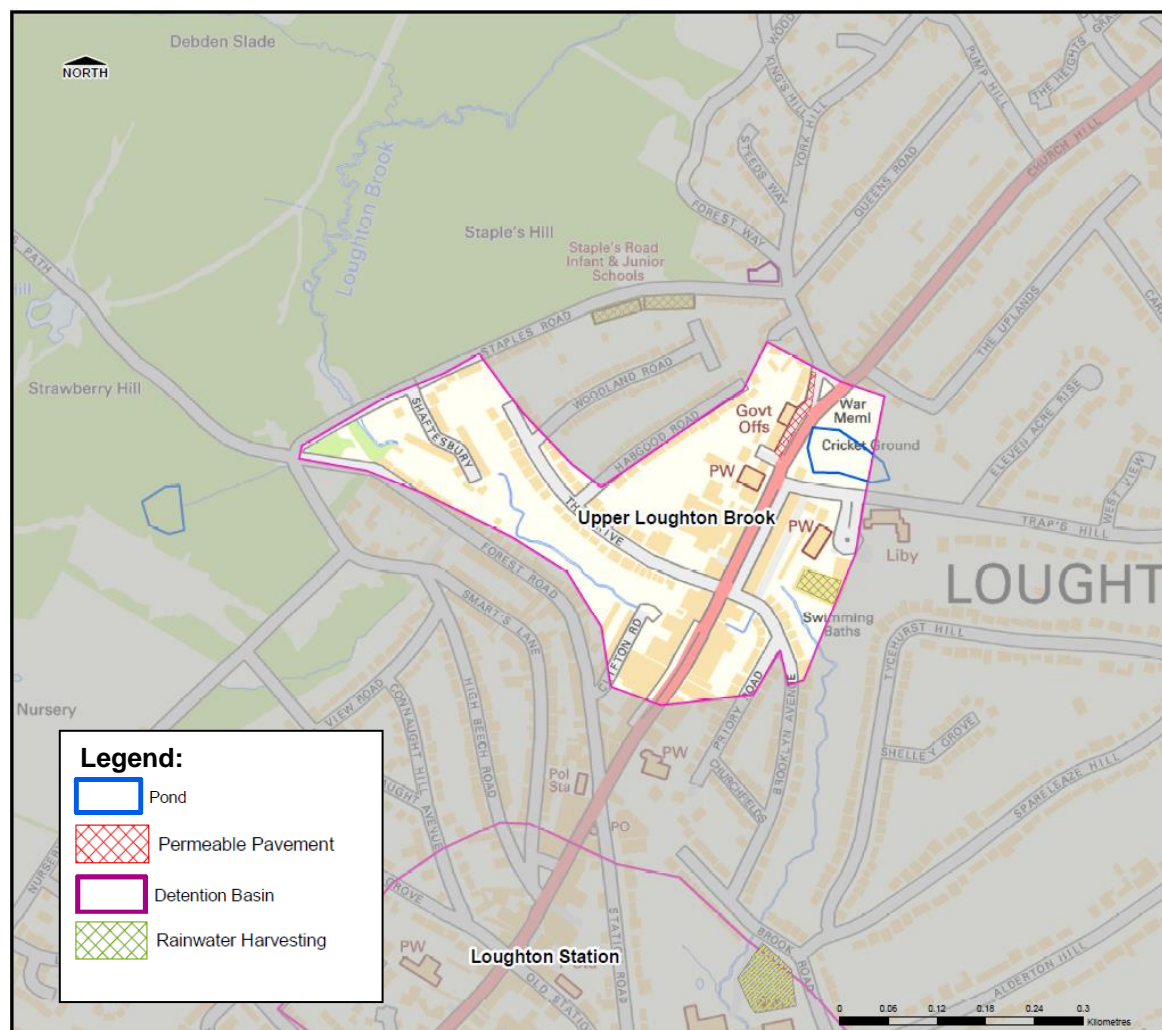 Debden Slade
NORTH
Loughton Brook
Staple's Hill
Staple's Road
Infant & Junior
Schools
STAPLES ROAD
WOODLAND ROAD
HABGOOD ROAD
SHAFTESBURY
Strawberry Hill
PATH
KING'S HILL
YORK HILL
STEEDS WAY
FOREST WAY
QUEENS ROAD
PUMP HILL
THE HEIGHTS
CHURCH HILL
THE UPLANDS
ELEVEN ACRE RISE
WEST VIEW
TRAP'S HILL
Govt
Offs
War
Meml
Cricket Ground
PW
Upper Loughton Brook
PW
Liby
LOUGHT
Swimming
Baths
TYCEHURST HILL
FOREST ROAD
SMART'S LANE
HIGH BEECH ROAD
VIEW ROAD
CONNAUGHT HILL
AVENUE
Nursery
PRIORY ROAD
BROOKLYN AVENUE
CHURCHFIELDS
SHELLEY GROVE
SPARELEAZE HILL
PW
Pol
Sta
PO
STATION ROAD
GROVE
PW
Loughton Station
OLD STATION
BROOK ROAD
ALDERTON HILL
Legend:
Pond
Permeable Pavement
Detention Basin
Rainwater Harvesting
0 0.06 0.12 0.18 0.24 0.3
Kilometres